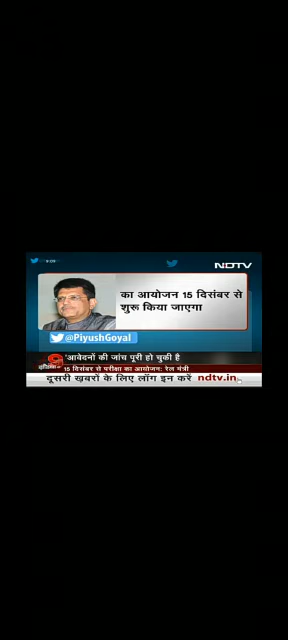 NDTV
का आयोजन 15 दिसंबर से
शुरू किया जाएगा
@PiyushGoyal
'आवेदनों की जांच पूरी हो चुकी है
15 दिसंबर से परीक्षा का आयोजन: रेल मंत्री
दूसरी ख़बरों के लिए लॉग इन करें ndtv.in